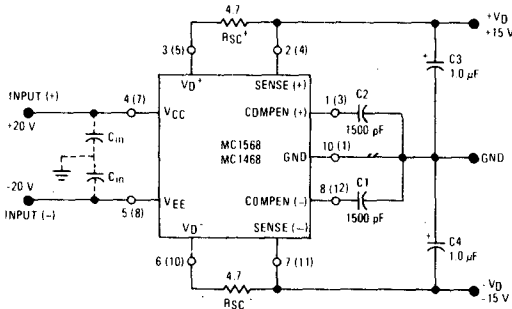 4.7
RSC+
+VD
+15 V
3 (5)
2 (4)
VD+
SENSE (+)
C3
1.0 µF
+
INPUT (+)
+20 V
4 (7)
VCC
COMPEN (+)
1 (3)
C2
1500 pF
Cin
MC1568
MC1468
GND
10 (1)
GND
Cin
-20 V
INPUT (−)
5 (8)
VEE
COMPEN (−)
8 (12)
C1
1500 pF
VD-
SENSE (−)
+
C4
1.0 µF
6 (10)
7 (11)
4.7
RSC-
-VD
-15 V